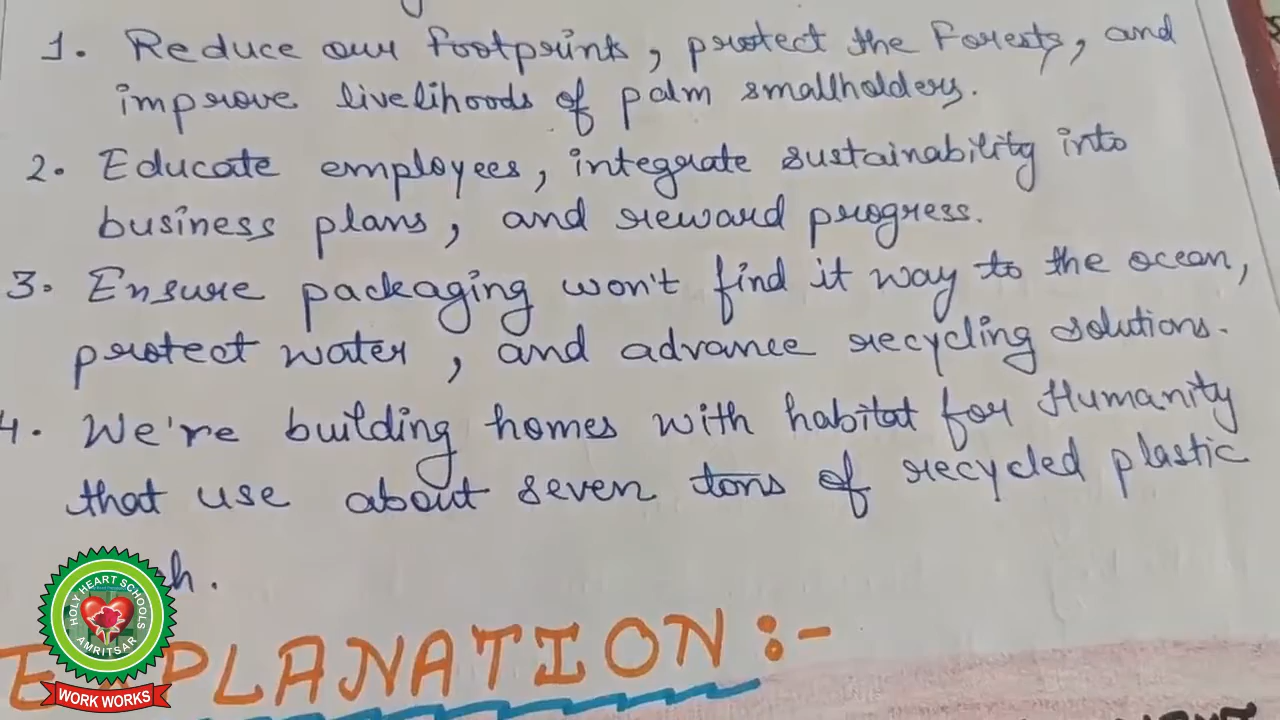 1. Reduce our footprints, protect the Forests, and
improve livelihoods of palm smallholders.
2. Educate employees, integrate sustainability into
business plans, and reward progress.
3. Ensure packaging won't find it way to the ocean,
protect water, and advance recycling solutions.
4. We're building homes with habitat for Humanity
that use about seven tons of recycled plastic
EXPLANATION :-
HOLY HEART SCHOOLS
AMRITSAR
WORK WORKS